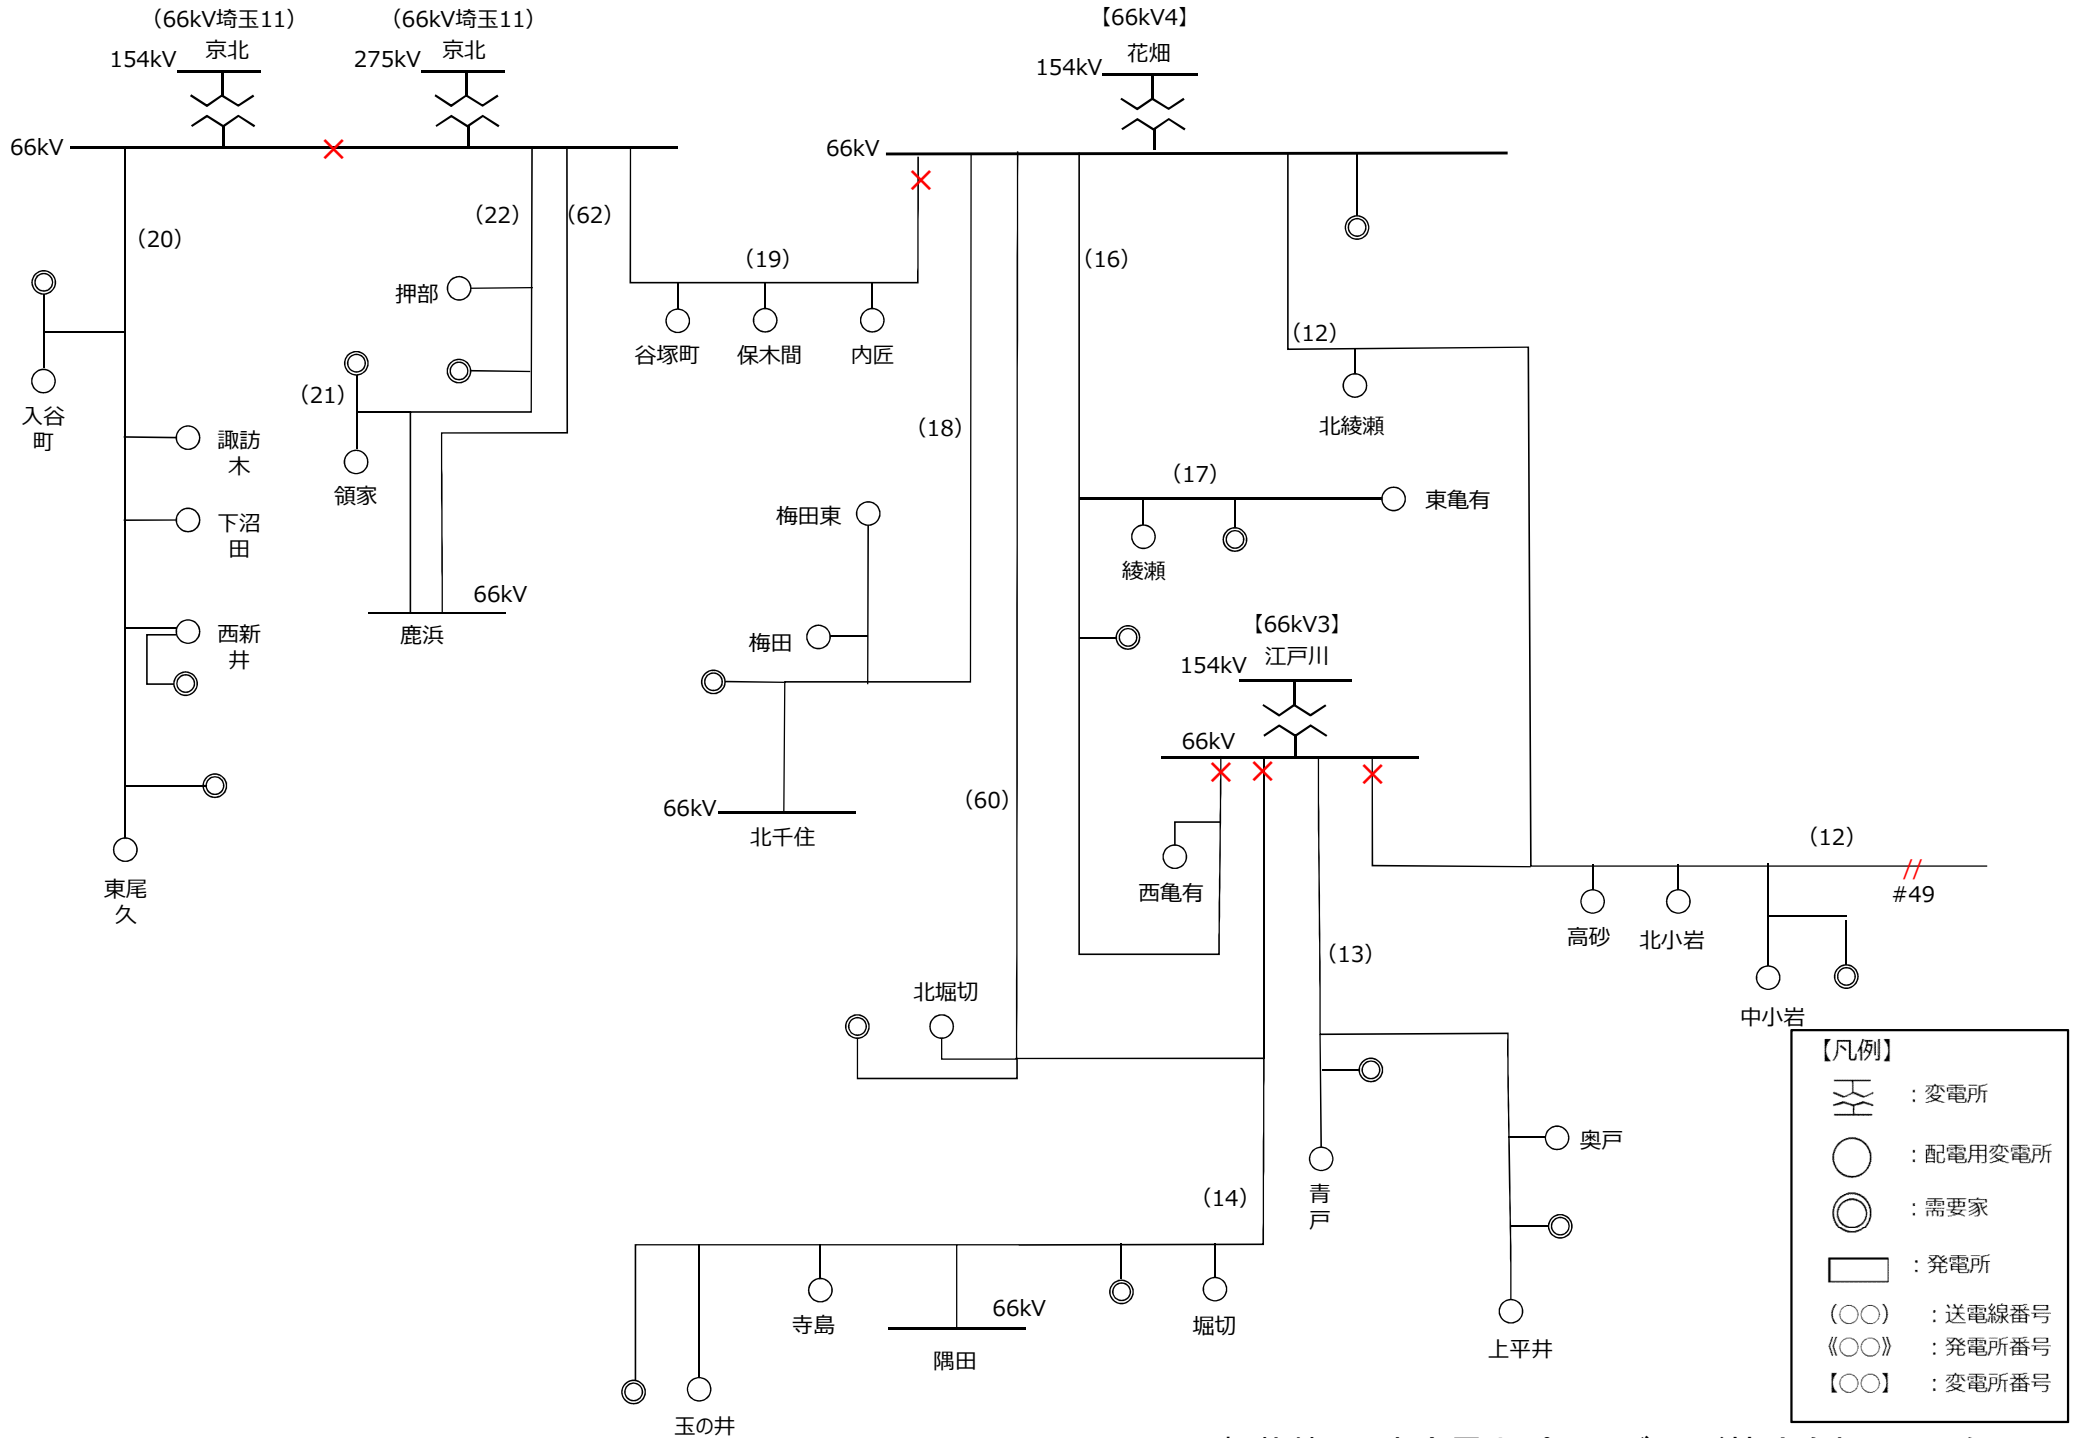 （66kV埼玉11）
京北
154kV
（66kV埼玉11）
京北
275kV
【66kV4】
花畑
154kV
66kV
66kV
（20）
（22）
（62）
（19）
（16）
（12）
押部
谷塚町
保木間
内匠
入谷
町
（21）
領家
諏訪
木
下沼
田
西新
井
東尾
久
66kV
鹿浜
（18）
梅田東
梅田
66kV
北千住
（60）
北綾瀬
（17）
東亀有
綾瀬
【66kV3】
江戸川
154kV
66kV
西亀有
（12）
#49
高砂
北小岩
中小岩
（13）
北堀切
（14）
青
戸
奥戸
上平井
堀切
66kV
隅田
寺島
玉の井
【凡例】
：変電所
：配電用変電所
：需要家
：発電所
（○○）　：送電線番号
《○○》　：発電所番号
【○○】　：変電所番号